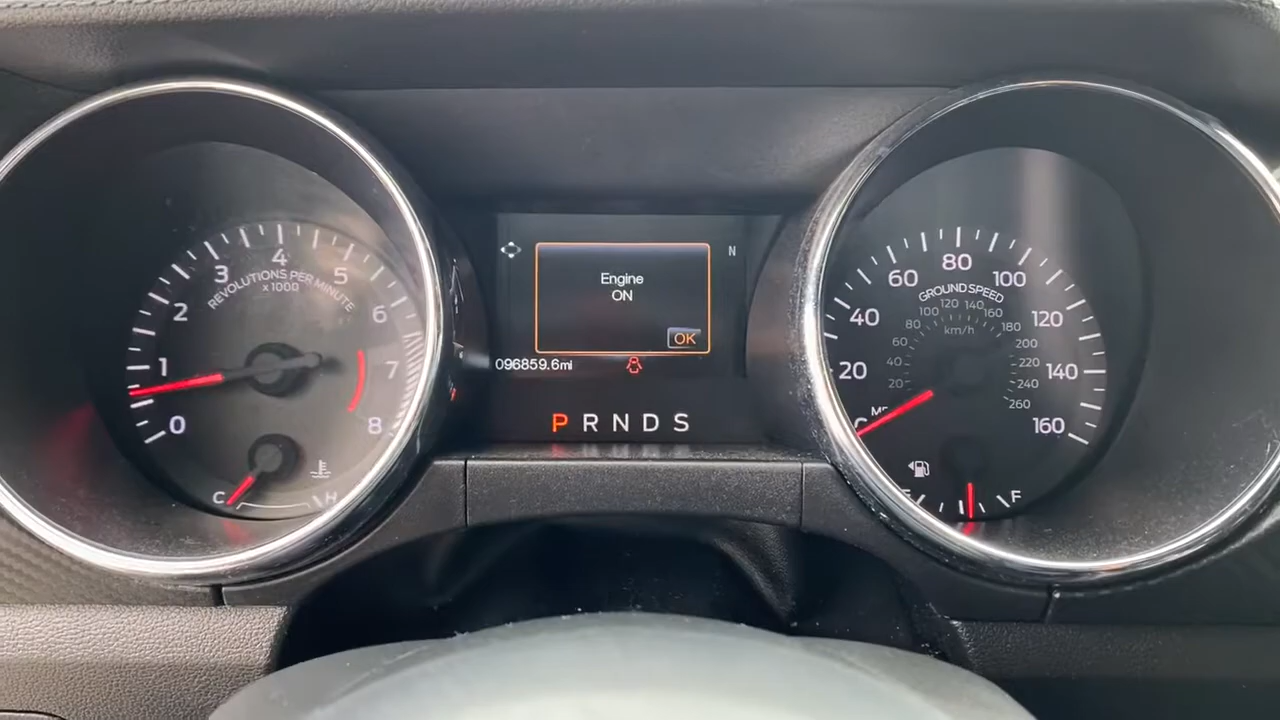 0
1
2
3
4
5
6
7
8
REVOLUTIONS PER MINUTE
x1000
C
H
N
Engine
ON
OK
096859.6mi
P R N D S
20
40
60
80
100
120
140
160
GROUND SPEED
20
40
60
80
100
120
140
160
180
200
220
240
260
km/h
F